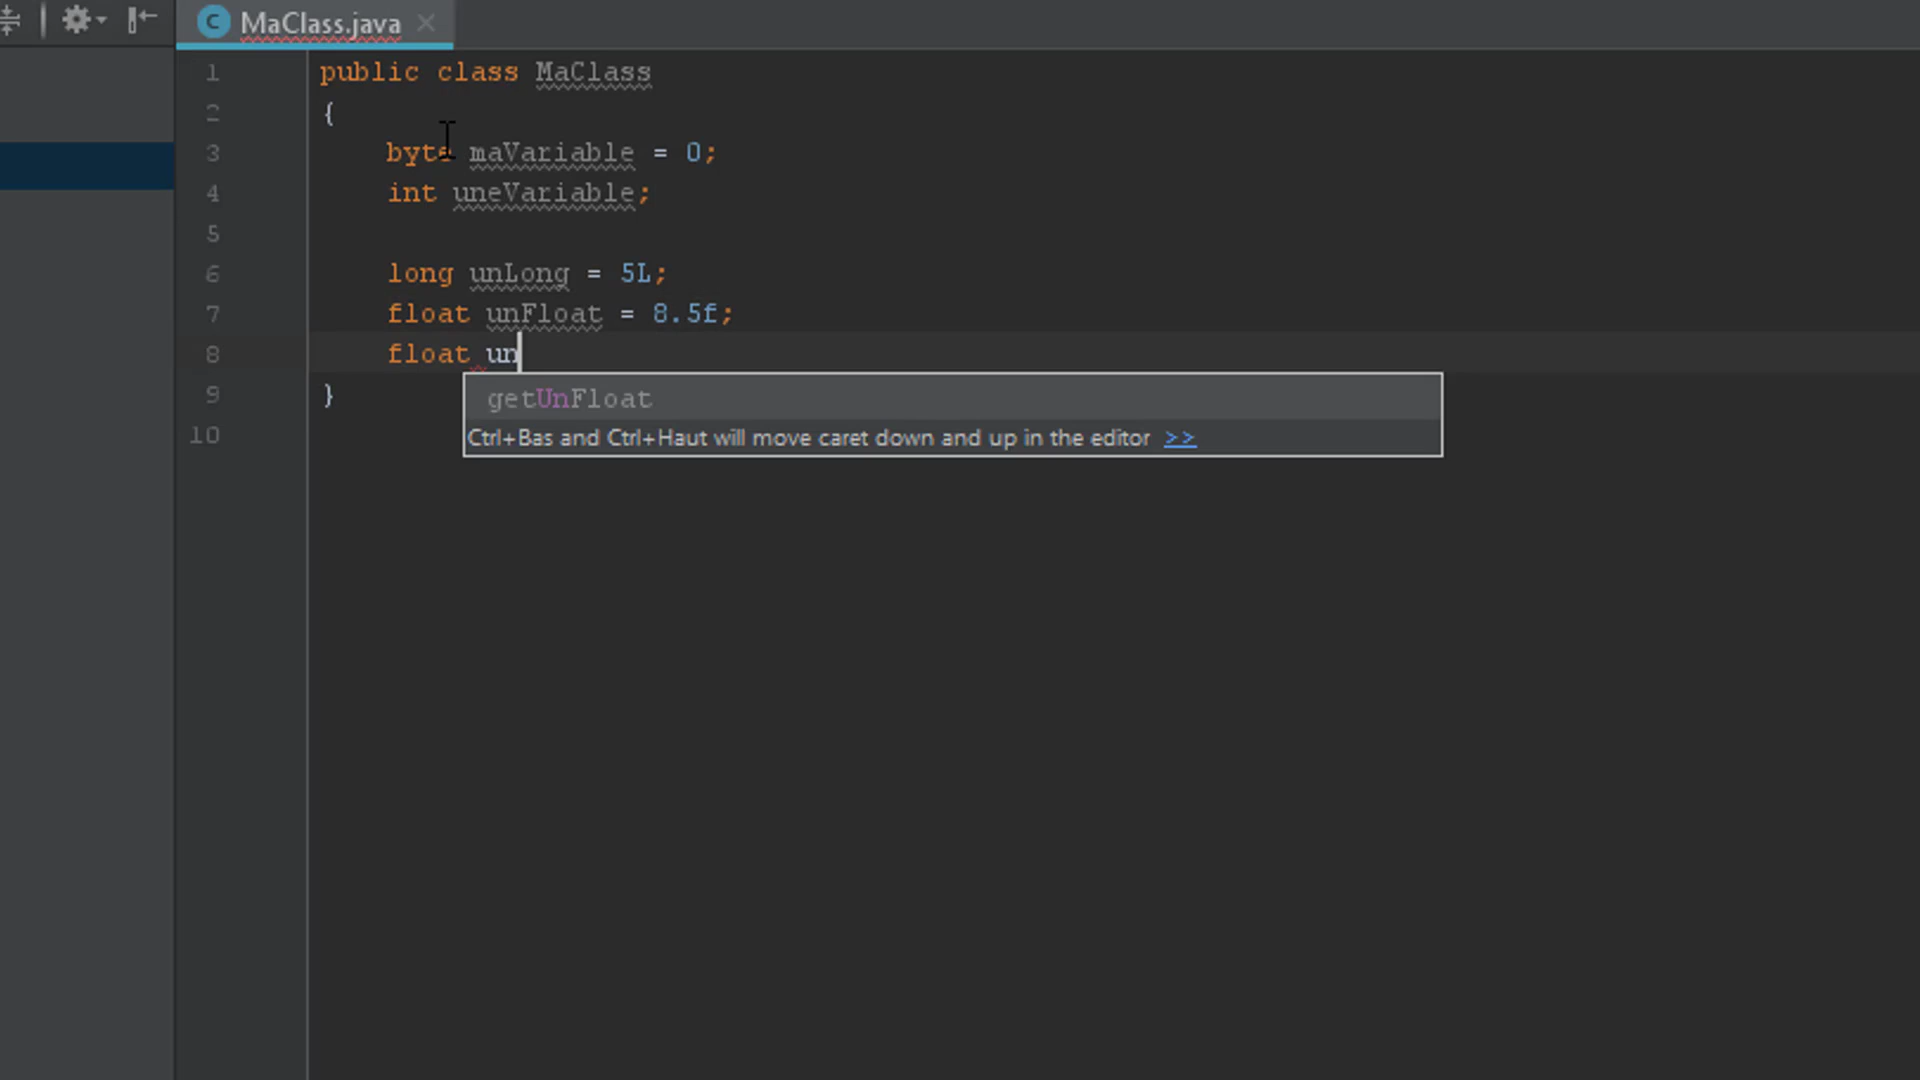 MaClass.java
1 public class MaClass
2 {
3 byte maVariable = 0;
4 int uneVariable;
5
6 long unLong = 5L;
7 float unFloat = 8.5f;
8 float un
getUnFloat
9 }
Ctrl+Bas and Ctrl+Haut will move caret down and up in the editor >>
10